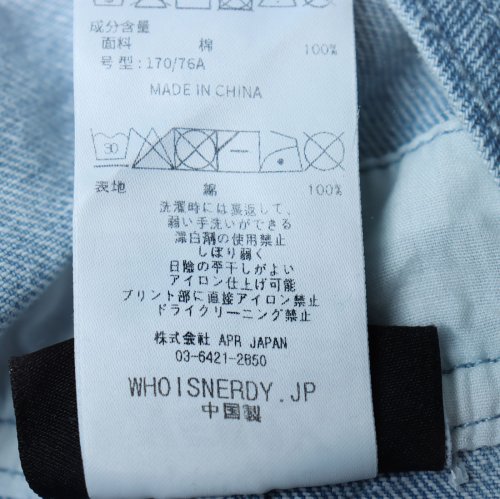 成分含量
面料 棉 100%
号型:170/76A
MADE IN CHINA
30
表地 綿 100%
洗濯時には裏返して、
弱い手洗いができる
漂白剤の使用禁止
しぼり弱く
日陰の平干しがよい
アイロン仕上げ可能
プリント部に直接アイロン禁止
ドライクリーニング禁止
株式会社 APR JAPAN
03-6421-2850
WHOISNERDY.JP
中国製